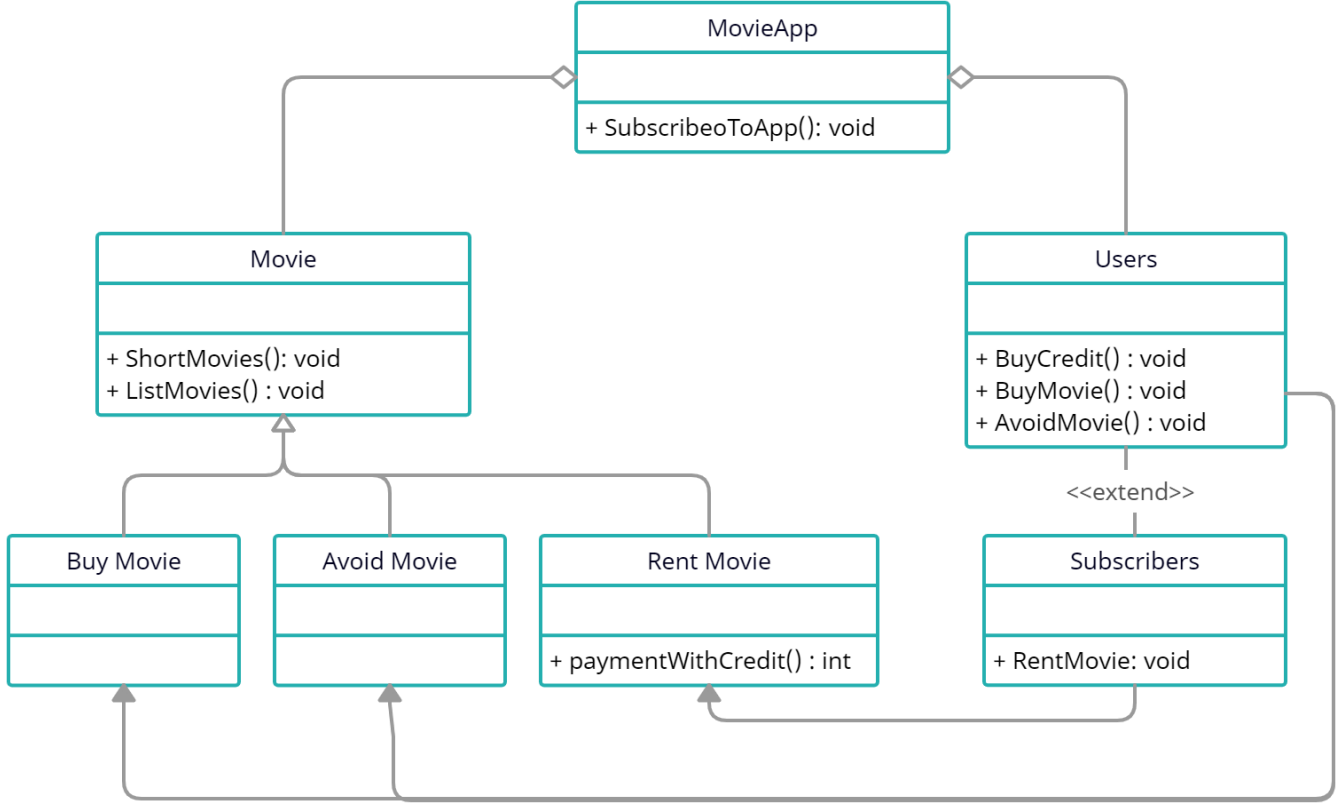 MovieApp
+ SubscribeoToApp(): void
Movie
+ ShortMovies(): void
+ ListMovies() : void
Users
+ BuyCredit() : void
+ BuyMovie() : void
+ AvoidMovie() : void
<<extend>>
Buy Movie
Avoid Movie
Rent Movie
+ paymentWithCredit() : int
Subscribers
+ RentMovie: void